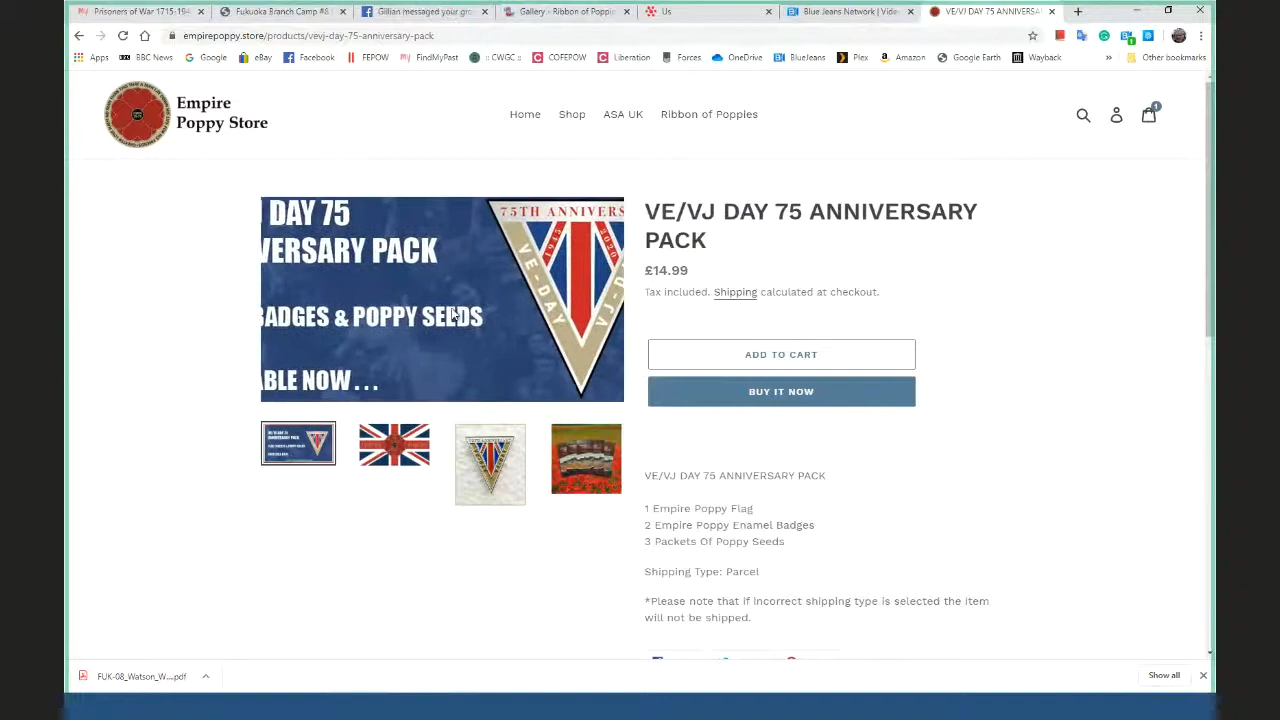 Prisoners of War 1715-194
Fukuoka Branch Camp #8
Gillian messaged your gro
Gallery - Ribbon of Poppie
Us
Blue Jeans Network | Vide
VE/VJ DAY 75 ANNIVERSA
empirepoppy.store/products/vevj-day-75-anniversary-pack
Apps
BBC News
Google
eBay
Facebook
FEPOW
FindMyPast
:: CWGC ::
COFEPOW
Liberation
Forces
OneDrive
BlueJeans
Plex
Amazon
Google Earth
Wayback
»
Other bookmarks
Empire
Poppy Store
Home
Shop
ASA UK
Ribbon of Poppies
1
DAY 75
VERSARY PACK
BADGES & POPPY SEEDS
ABLE NOW . . .
75TH ANNIVERS
1945
2020
VE-DAY
VJ-D
VE/VJ DAY 75 ANNIVERSARY
PACK
£14.99
Tax included. Shipping calculated at checkout.
ADD TO CART
BUY IT NOW
VE/VJ DAY 75 ANNIVERSARY PACK
1 Empire Poppy Flag
2 Empire Poppy Enamel Badges
3 Packets Of Poppy Seeds
Shipping Type: Parcel
*Please note that if incorrect shipping type is selected the item
will not be shipped.
FUK-08_Watson_W....pdf
Show all